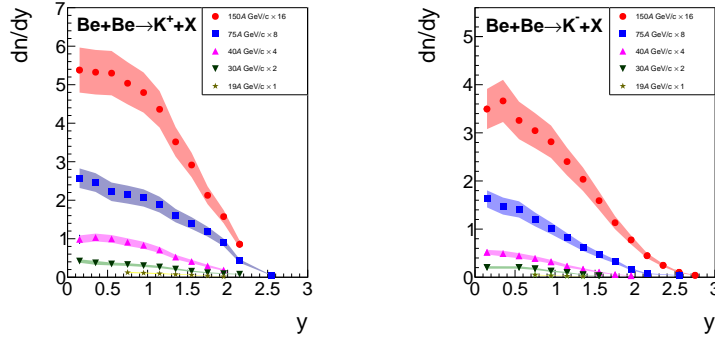 dn/dy
Be+Be→K⁺+X
150A GeV/c × 16
75A GeV/c × 8
40A GeV/c × 4
30A GeV/c × 2
19A GeV/c × 1
6
5
4
3
2
1
0
0 0.5 1 1.5 2 2.5 3
y
dn/dy
Be+Be→K⁻+X
150A GeV/c × 16
75A GeV/c × 8
40A GeV/c × 4
30A GeV/c × 2
19A GeV/c × 1
5
4
3
2
1
0
0 0.5 1 1.5 2 2.5 3
y